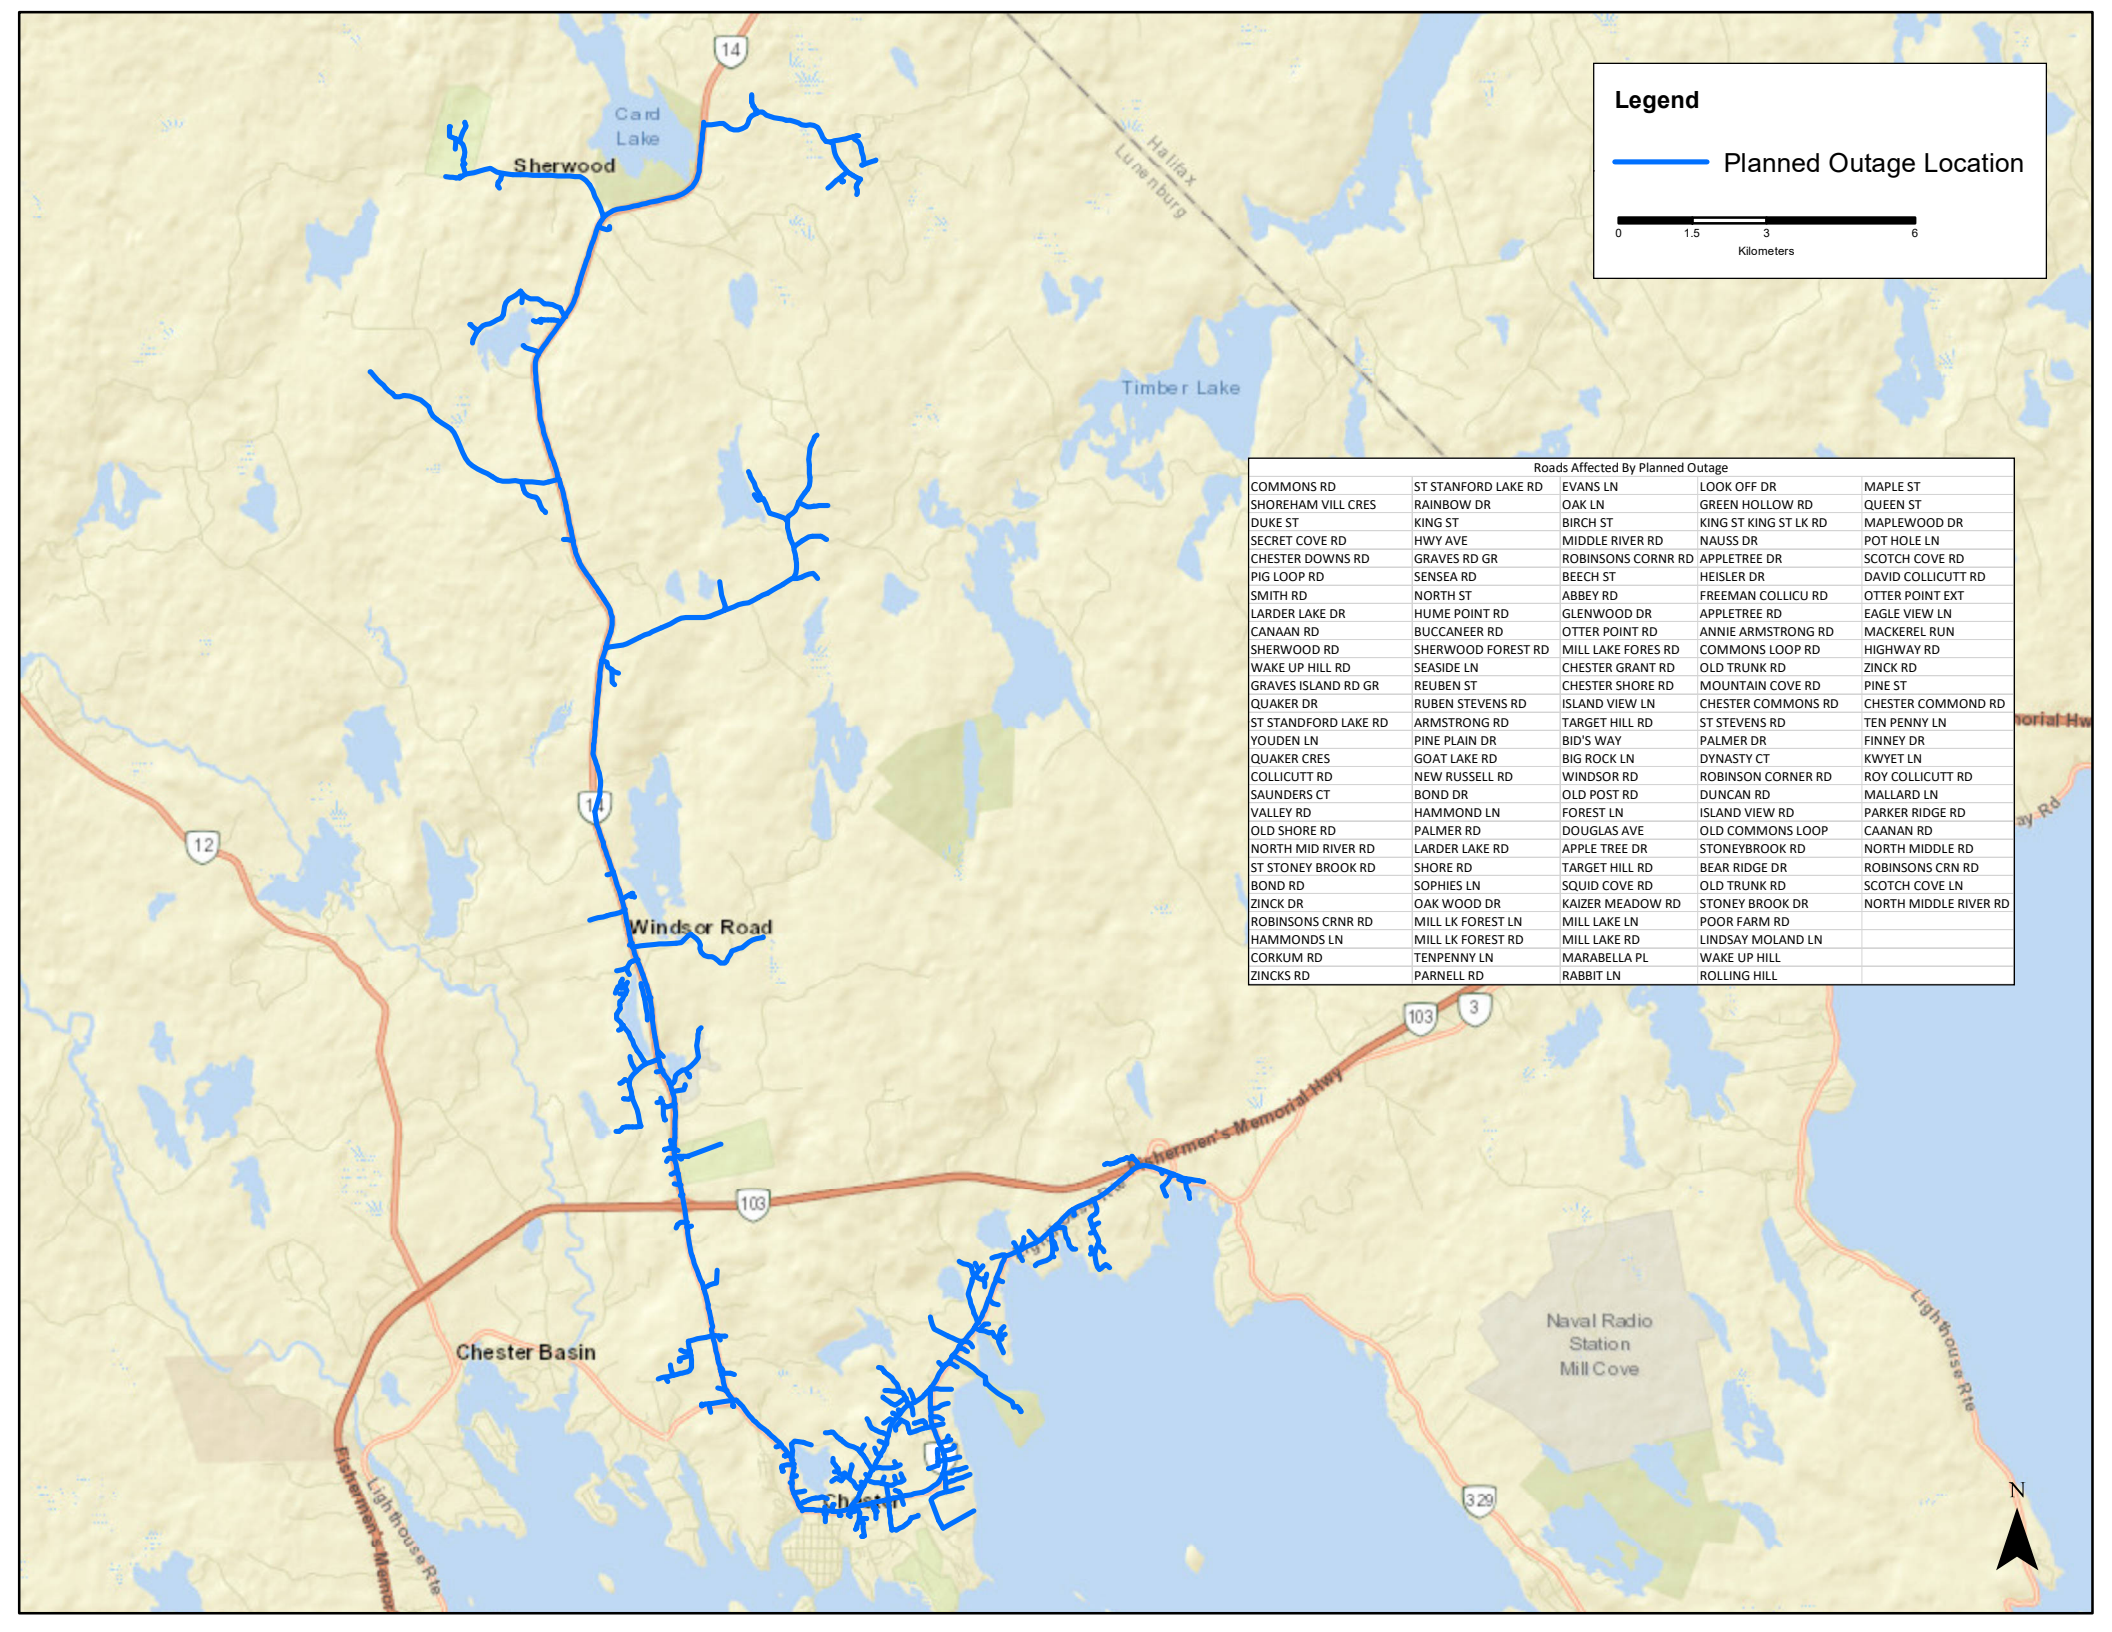 14
Card
Lake
Sherwood
Halifax
Lunenburg
Legend
Planned Outage Location
0 1.5 3 6
Kilometers
Timber Lake
Roads Affected By Planned Outage
COMMONS RD ST STANFORD LAKE RD EVANS LN LOOK OFF DR MAPLE ST
SHOREHAM VILL CRES RAINBOW DR OAK LN GREEN HOLLOW RD QUEEN ST
DUKE ST KING ST BIRCH ST KING ST KING ST LK RD MAPLEWOOD DR
SECRET COVE RD HWY AVE MIDDLE RIVER RD NAUSS DR POT HOLE LN
CHESTER DOWNS RD GRAVES RD GR ROBINSONS CORNR RD APPLETREE DR SCOTCH COVE RD
PIG LOOP RD SENSEA RD BEECH ST HEISLER DR DAVID COLLICUTT RD
SMITH RD NORTH ST ABBEY RD FREEMAN COLLICU RD OTTER POINT EXT
LARDER LAKE DR HUME POINT RD GLENWOOD DR APPLETREE RD EAGLE VIEW LN
CANAAN RD BUCCANEER RD OTTER POINT RD ANNIE ARMSTRONG RD MACKEREL RUN
SHERWOOD RD SHERWOOD FOREST RD MILL LAKE FORES RD COMMONS LOOP RD HIGHWAY RD
WAKE UP HILL RD SEASIDE LN CHESTER GRANT RD OLD TRUNK RD ZINCK RD
GRAVES ISLAND RD GR REUBEN ST CHESTER SHORE RD MOUNTAIN COVE RD PINE ST
QUAKER DR RUBEN STEVENS RD ISLAND VIEW LN CHESTER COMMONS RD CHESTER COMMOND RD
ST STANDFORD LAKE RD ARMSTRONG RD TARGET HILL RD ST STEVENS RD TEN PENNY LN
YOUDEN LN PINE PLAIN DR BID'S WAY PALMER DR FINNEY DR
QUAKER CRES GOAT LAKE RD BIG ROCK LN DYNASTY CT KWYET LN
COLLICUTT RD NEW RUSSELL RD WINDSOR RD ROBINSON CORNER RD ROY COLLICUTT RD
SAUNDERS CT BOND DR OLD POST RD DUNCAN RD MALLARD LN
VALLEY RD HAMMOND LN FOREST LN ISLAND VIEW RD PARKER RIDGE RD
OLD SHORE RD PALMER RD DOUGLAS AVE OLD COMMONS LOOP CAANAN RD
NORTH MID RIVER RD LARDER LAKE RD APPLE TREE DR STONEYBROOK RD NORTH MIDDLE RD
ST STONEY BROOK RD SHORE RD TARGET HILL RD BEAR RIDGE DR ROBINSONS CRN RD
BOND RD SOPHIES LN SQUID COVE RD OLD TRUNK RD SCOTCH COVE LN
ZINCK DR OAK WOOD DR KAIZER MEADOW RD STONEY BROOK DR NORTH MIDDLE RIVER RD
ROBINSONS CRNR RD MILL LK FOREST LN MILL LAKE LN POOR FARM RD
HAMMONDS LN MILL LK FOREST RD MILL LAKE RD LINDSAY MOLAND LN
CORKUM RD TENPENNY LN MARABELLA PL WAKE UP HILL
ZINCKS RD PARNELL RD RABBIT LN ROLLING HILL
norial Hw
ay Rd
14
12
Windsor Road
103
3
Fishermen's Memorial Hwy
103
Chester Basin
Naval Radio
Station
Mill Cove
Lighthouse Rte
Fishermen's Memor
Lighthouse Rte
Chester
329
N